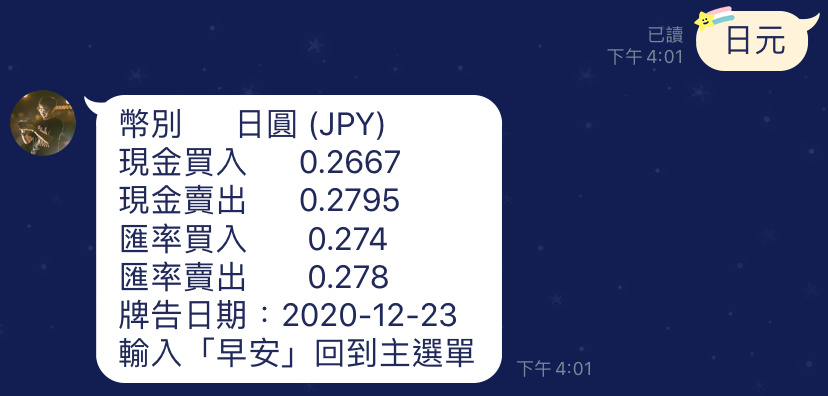 日元
已讀
下午 4:01
幣別 日圓 (JPY)
現金買入 0.2667
現金賣出 0.2795
匯率買入 0.274
匯率賣出 0.278
牌告日期：2020-12-23
輸入「早安」回到主選單
下午 4:01